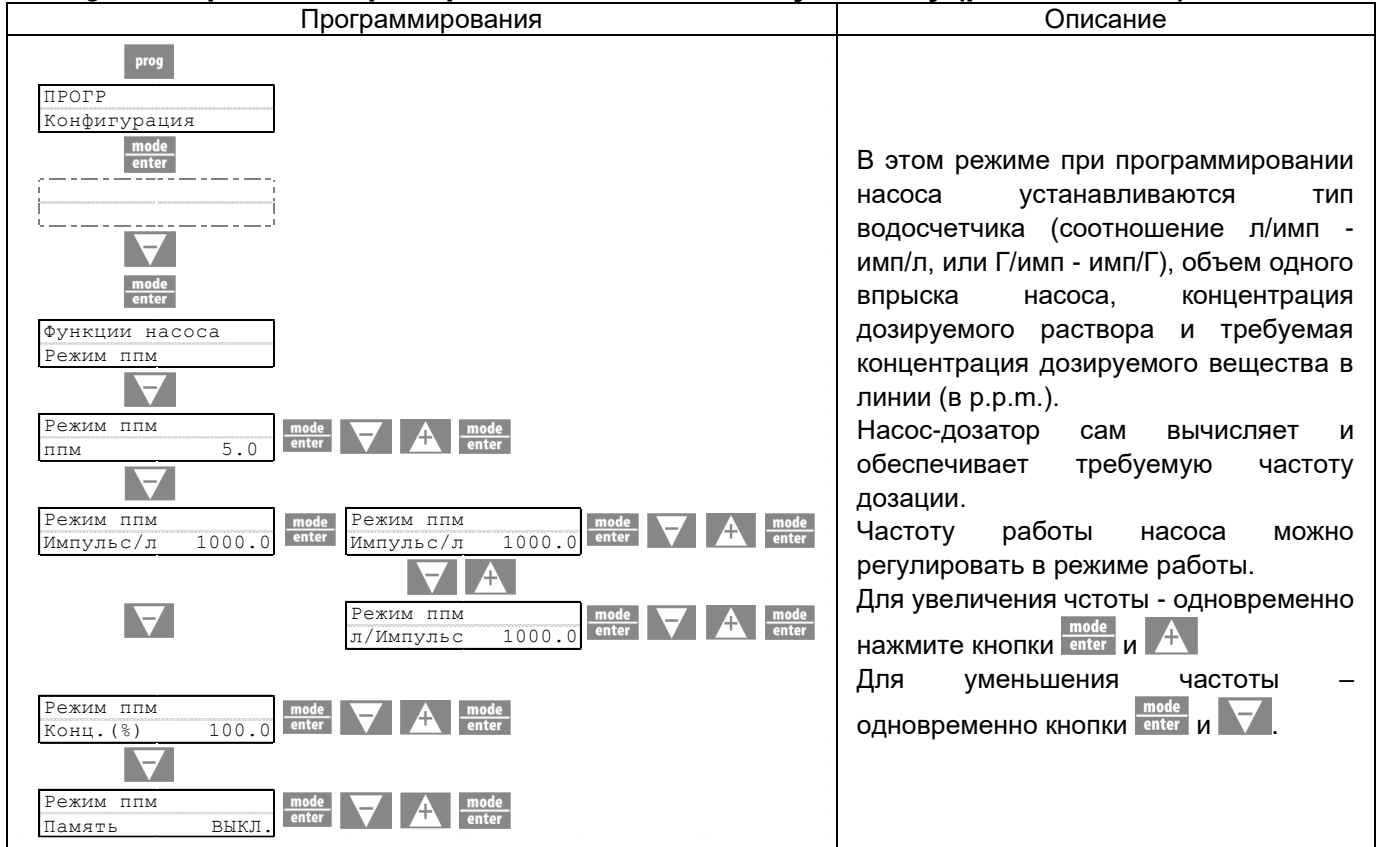 Программирования
Описание
prog
ПРОГР
Конфигурация
mode
enter
mode
enter
Функции насоса
Режим ппм
Режим ппм
ппм 5.0
mode
enter
mode
enter
Режим ппм
Импульс/л 1000.0
mode
enter
Режим ппм
Импульс/л 1000.0
mode
enter
mode
enter
Режим ппм
л/Импульс 1000.0
mode
enter
mode
enter
Режим ппм
Конц.(%) 100.0
mode
enter
mode
enter
Режим ппм
Память ВЫКЛ.
mode
enter
mode
enter
В этом режиме при программировании
насоса устанавливаются тип
водосчетчика (соотношение л/имп -
имп/л, или Г/имп - имп/Г), объем одного
впрыска насоса, концентрация
дозируемого раствора и требуемая
концентрация дозируемого вещества в
линии (в p.p.m.).
Насос-дозатор сам вычисляет и
обеспечивает требуемую частоту
дозации.
Частоту работы насоса можно
регулировать в режиме работы.
Для увеличения чстоты - одновременно
нажмите кнопки mode enter и +
Для уменьшения частоты –
одновременно кнопки mode enter и −.